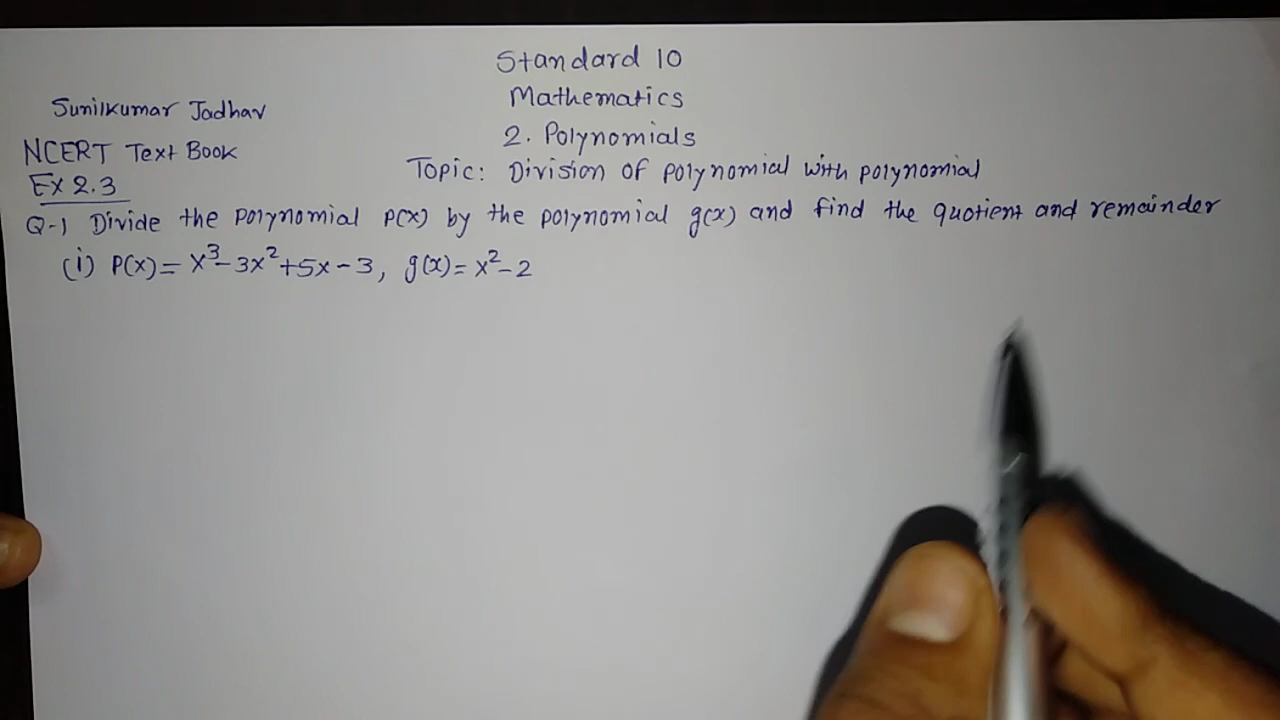 Standard 10
Mathematics
Sunilkumar Jadhav
2. Polynomials
NCERT Text Book
Topic: Division of polynomial with polynomial
Ex 2.3
Q-1 Divide the polynomial P(x) by the polynomial g(x) and find the quotient and remainder
(i) P(x) = x³ - 3x² + 5x - 3, g(x) = x² - 2